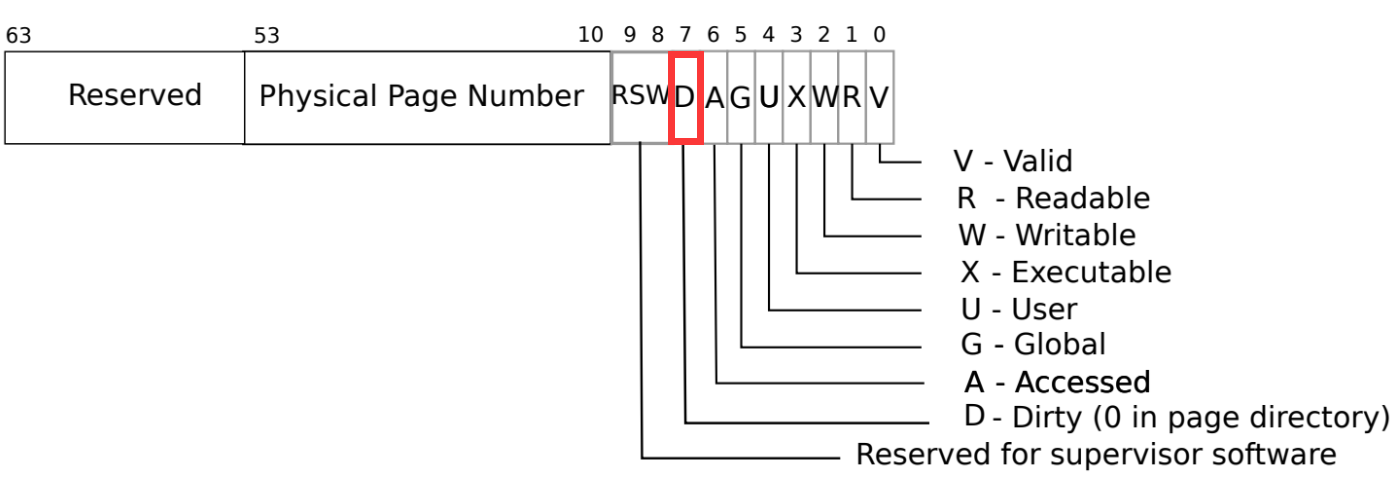 63 53 10 9 8 7 6 5 4 3 2 1 0
Reserved Physical Page Number RSW D A G U X W R V
V - Valid
R - Readable
W - Writable
X - Executable
U - User
G - Global
A - Accessed
D - Dirty (0 in page directory)
Reserved for supervisor software